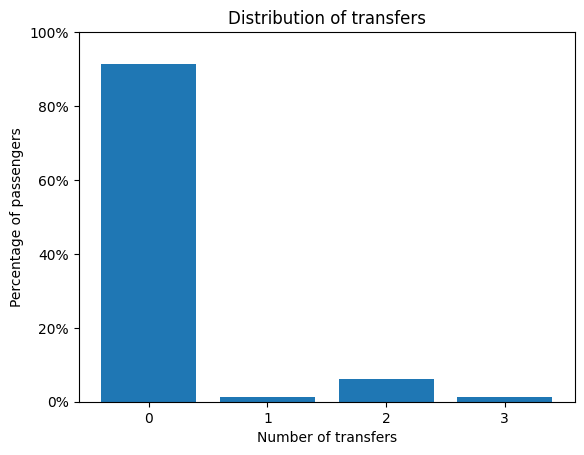 Distribution of transfers
100%
80%
60%
40%
20%
0%
Percentage of passengers
0 1 2 3
Number of transfers